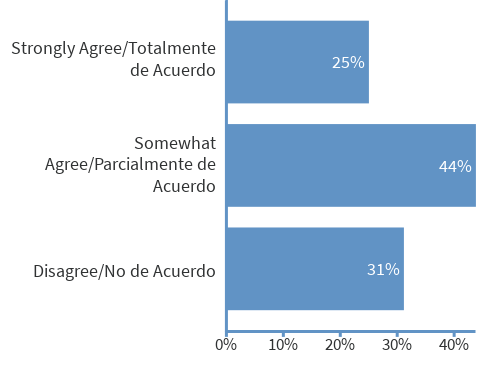 Strongly Agree/Totalmente
de Acuerdo
25%
Somewhat
Agree/Parcialmente de
Acuerdo
44%
Disagree/No de Acuerdo
31%
0% 10% 20% 30% 40%